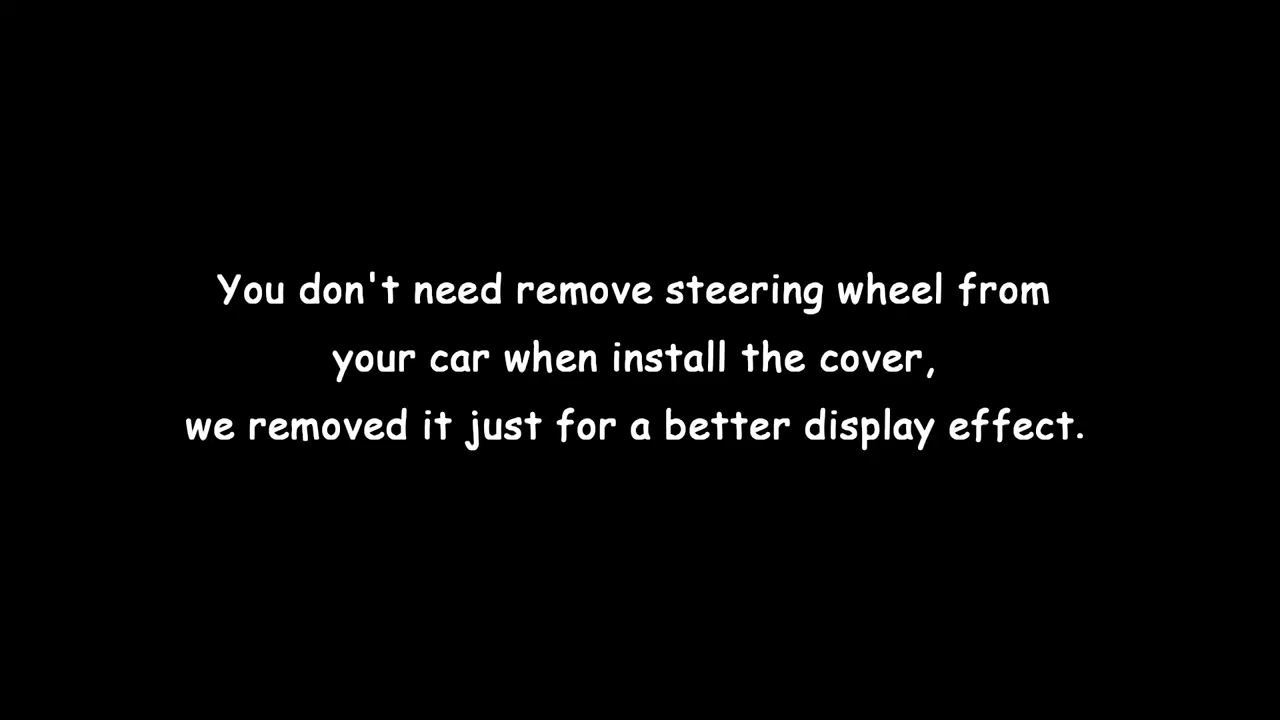 You don't need remove steering wheel from
your car when install the cover,
we removed it just for a better display effect.